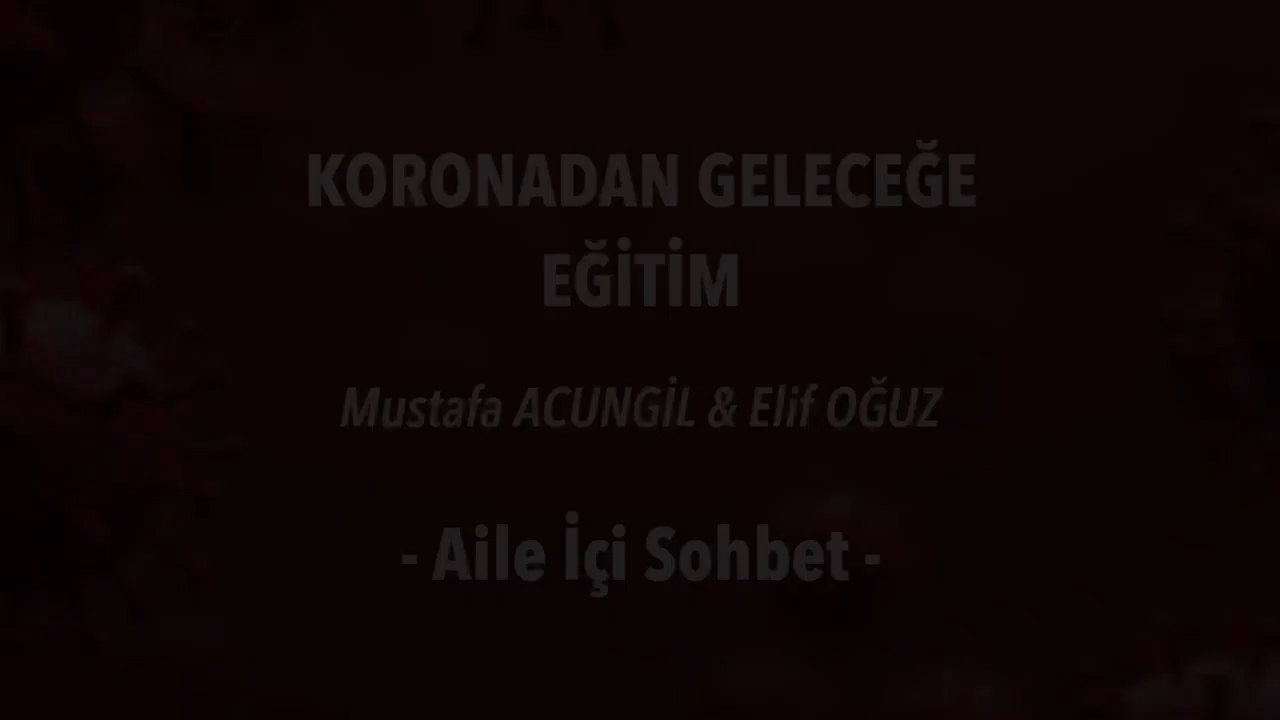 KORONADAN GELECEĞE
EĞİTİM
Mustafa ACUNGİL & Elif OĞUZ
- Aile İçi Sohbet -